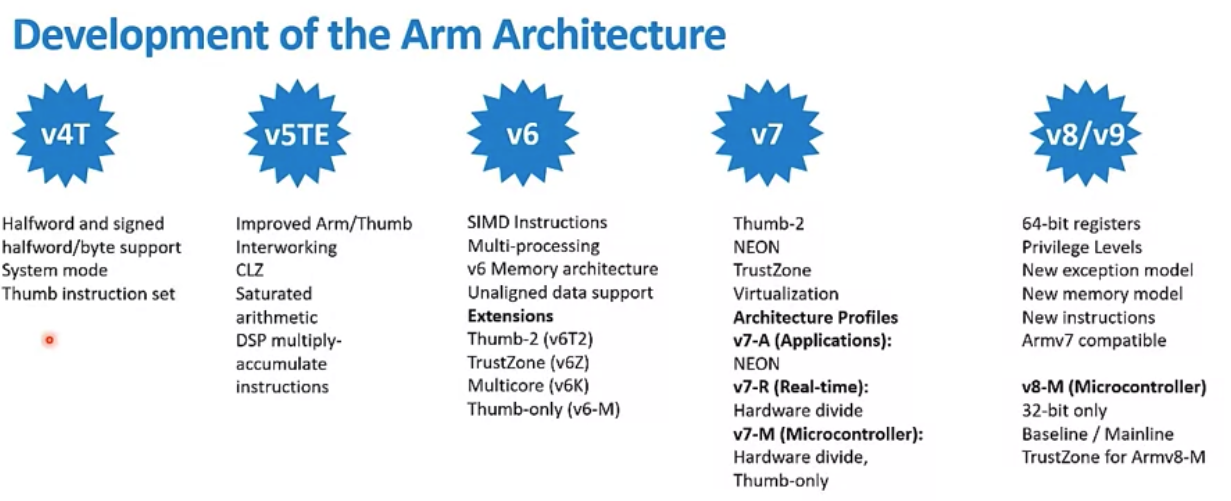 Development of the Arm Architecture
v4T
Halfword and signed
halfword/byte support
System mode
Thumb instruction set
v5TE
Improved Arm/Thumb
Interworking
CLZ
Saturated
arithmetic
DSP multiply-
accumulate
instructions
v6
SIMD Instructions
Multi-processing
v6 Memory architecture
Unaligned data support
Extensions
Thumb-2 (v6T2)
TrustZone (v6Z)
Multicore (v6K)
Thumb-only (v6-M)
v7
Thumb-2
NEON
TrustZone
Virtualization
Architecture Profiles
v7-A (Applications):
NEON
v7-R (Real-time):
Hardware divide
v7-M (Microcontroller):
Hardware divide,
Thumb-only
v8/v9
64-bit registers
Privilege Levels
New exception model
New memory model
New instructions
Armv7 compatible
v8-M (Microcontroller)
32-bit only
Baseline / Mainline
TrustZone for Armv8-M